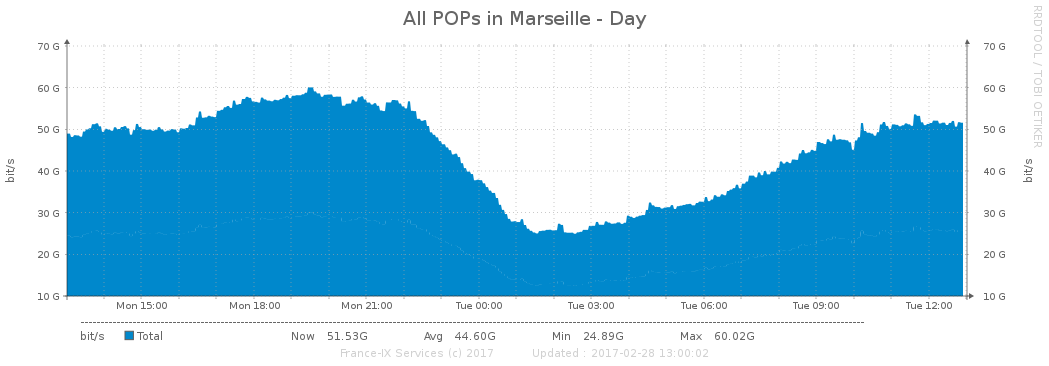 All POPs in Marseille - Day
RRDTOOL / TOBI OETIKER
70 G 70 G
60 G 60 G
50 G 50 G
40 G 40 G
30 G 30 G
20 G 20 G
10 G 10 G
bit/s bit/s
Mon 15:00 Mon 18:00 Mon 21:00 Tue 00:00 Tue 03:00 Tue 06:00 Tue 09:00 Tue 12:00
bit/s Total Now 51.53G Avg 44.60G Min 24.89G Max 60.02G
France-IX Services (c) 2017 Updated : 2017-02-28 13:00:02